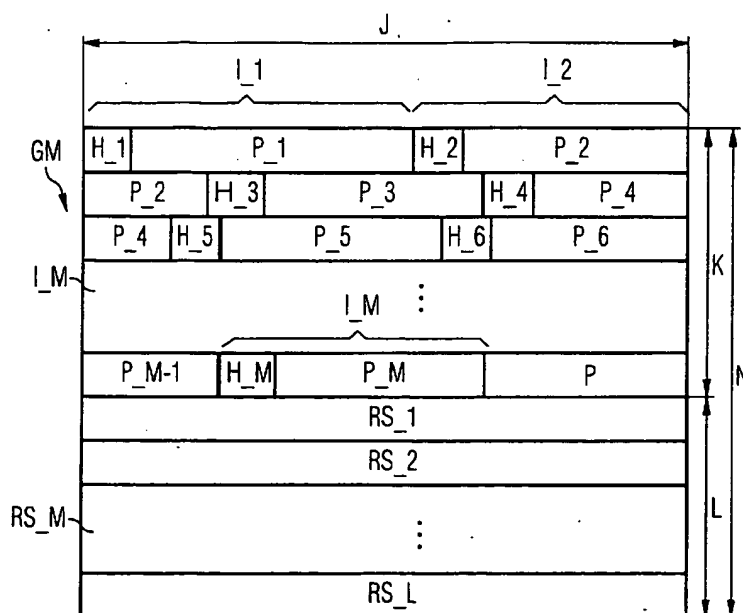 J
I_1 I_2
GM
H_1 P_1 H_2 P_2
P_2 H_3 P_3 H_4 P_4
P_4 H_5 P_5 H_6 P_6
K
I_M
⋮
I_M
N
P_M-1 H_M P_M P
RS_1
RS_2
L
RS_M
⋮
RS_L